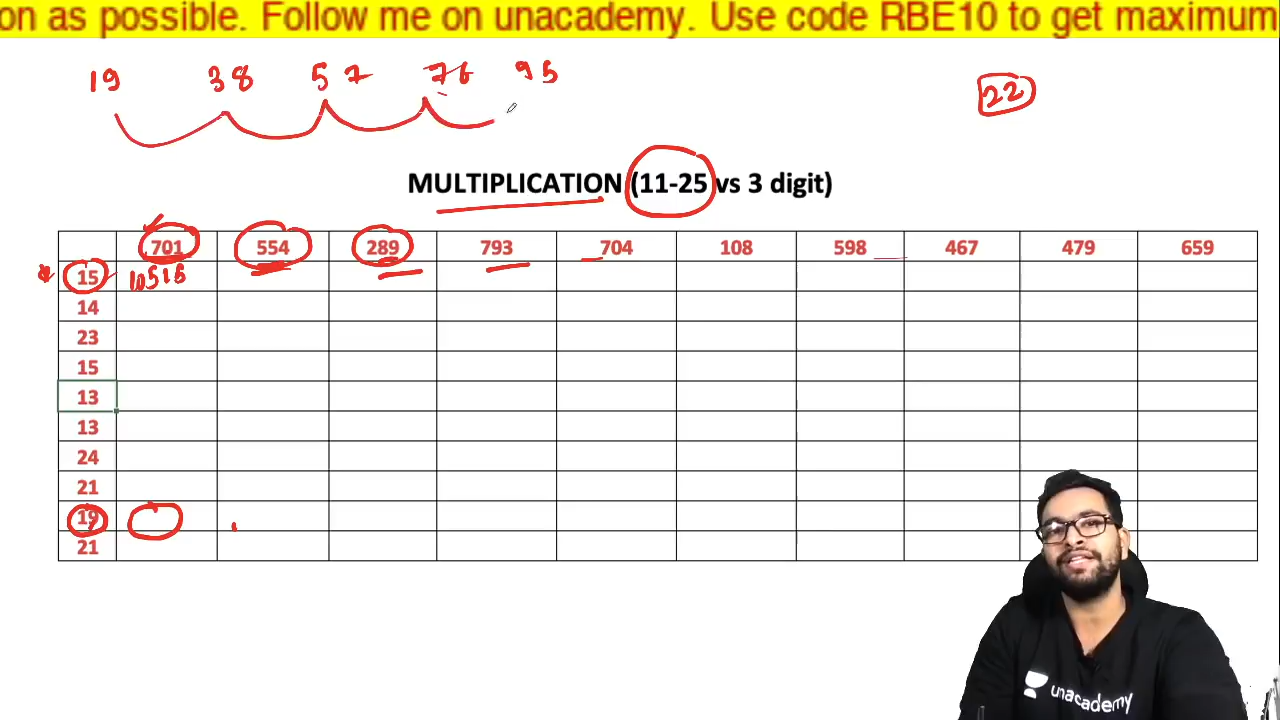 on as possible. Follow me on unacademy. Use code RBE10 to get maximum
19 38 57 76 95
22
MULTIPLICATION (11-25 vs 3 digit)
701 554 289 793 704 108 598 467 479 659
15 10515
14
23
15
13
13
24
21
19
21
unacademy